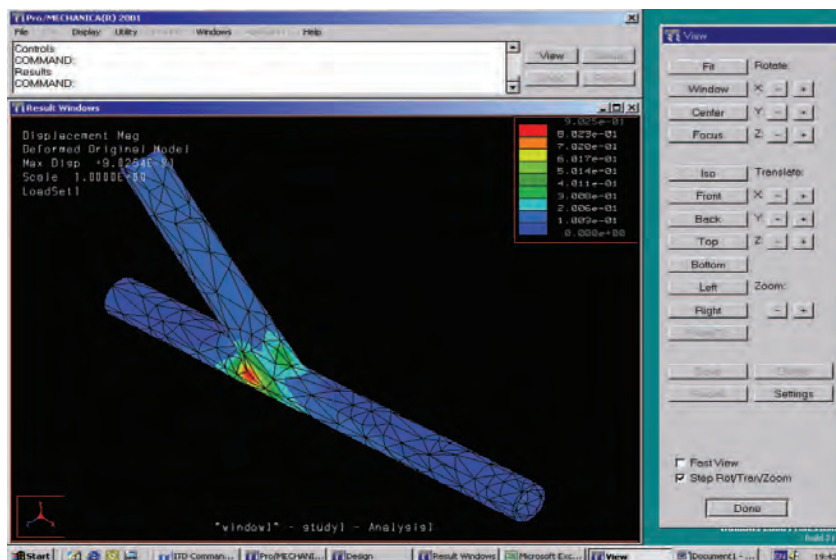 Pro/MECHANICA(R) 2001
File Display Utility Windows Help
Controls
COMMAND:
Results
COMMAND:
View
Result Windows
Displacement Mag
Deformed Original Model
Max Disp
Scale 1.0000E+00
LoadSet1
9.025e-01
8.023e-01
7.020e-01
6.017e-01
5.014e-01
4.011e-01
3.008e-01
2.006e-01
1.003e-01
0.000e+00
"window1" - study1 - Analysis1
View
Fit Rotate:
Window X: - +
Center Y: - +
Focus Z: - +
Iso Translate:
Front X: - +
Back Y: - +
Top Z: - +
Bottom
Left Zoom:
Right - +
Settings
Fast View
Step Rot/Tran/Zoom
Done
Start ITD Comman... Pro/MECHANI... Design Result Windows Microsoft Exc... View Document1 - ...